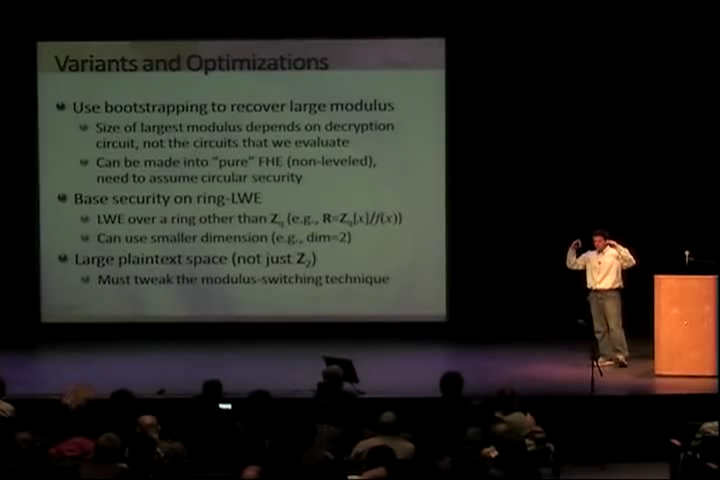 Variants and Optimizations
Use bootstrapping to recover large modulus
Size of largest modulus depends on decryption
circuit, not the circuits that we evaluate
Can be made into "pure" FHE (non-leveled),
need to assume circular security
Base security on ring-LWE
LWE over a ring other than Zq (e.g., R=Zq[x]/f(x))
Can use smaller dimension (e.g., dim=2)
Large plaintext space (not just Z2)
Must tweak the modulus-switching technique